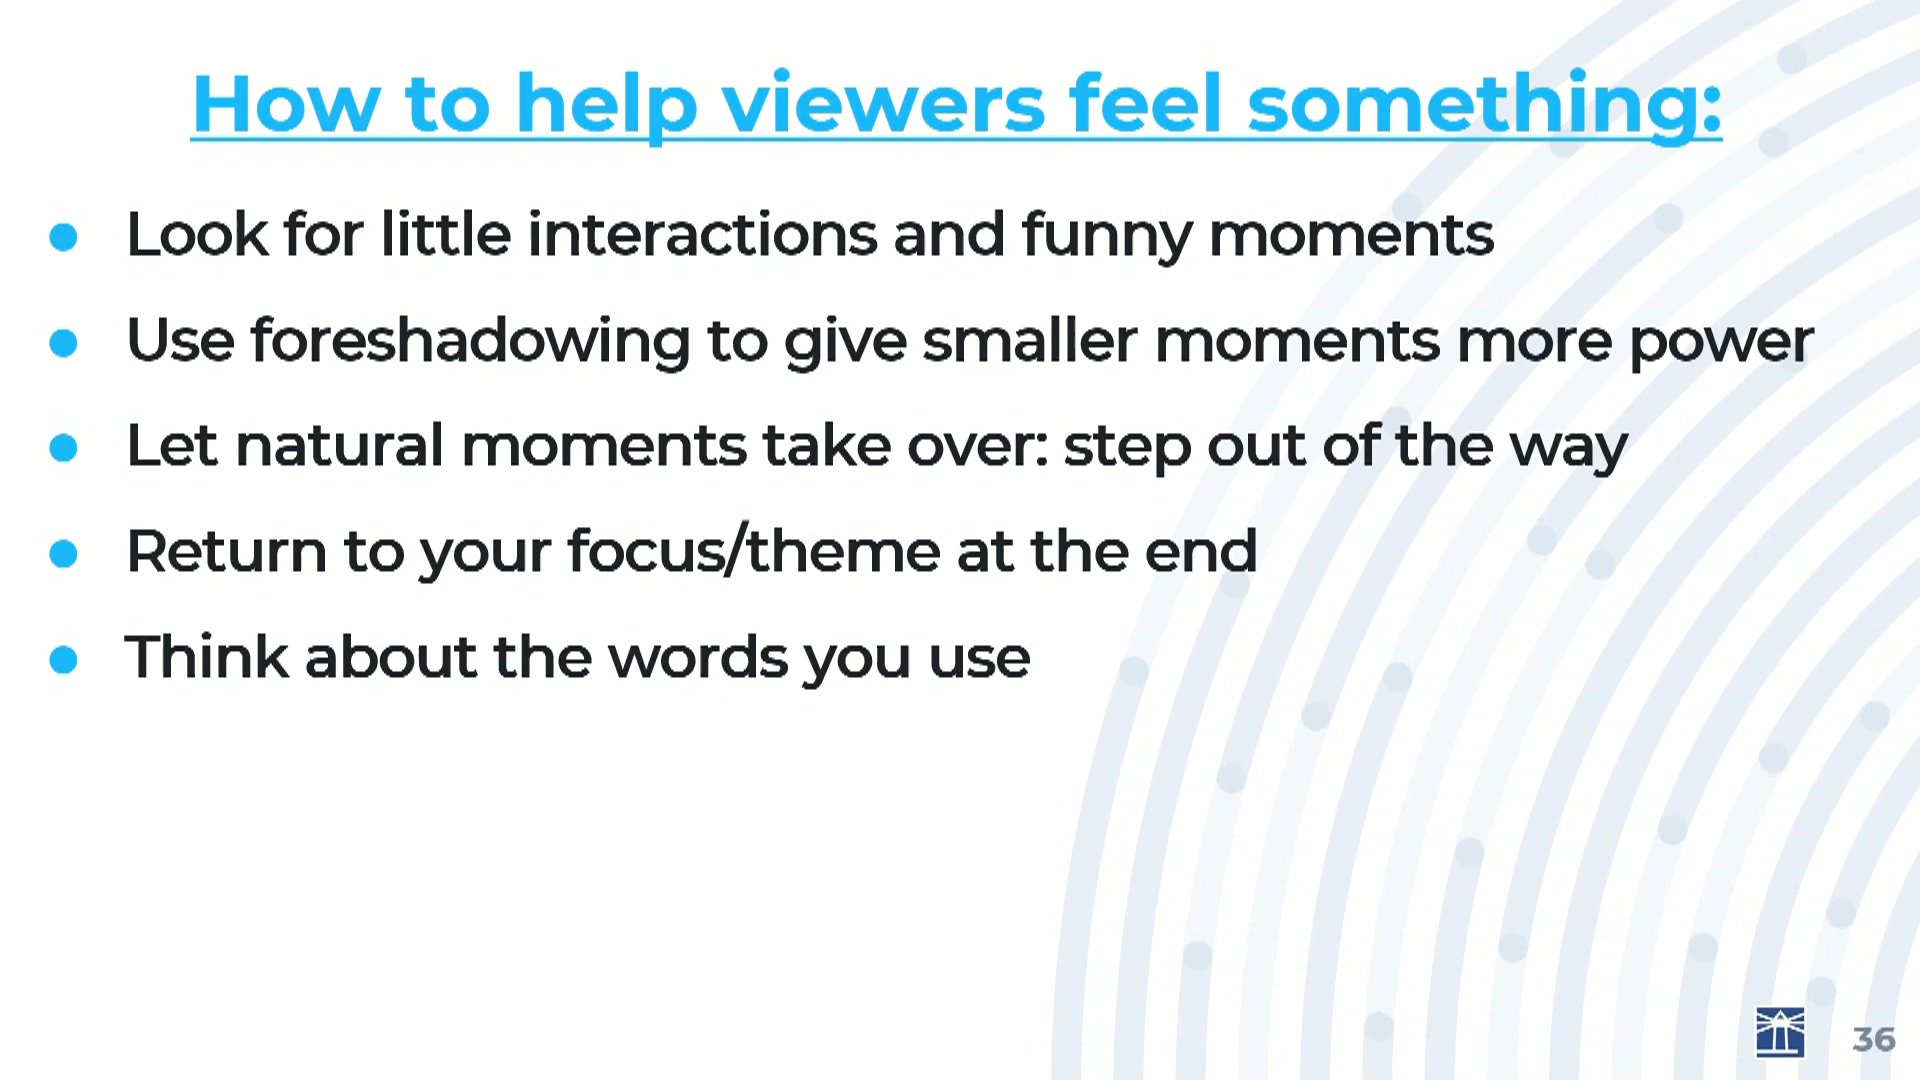 How to help viewers feel something:
Look for little interactions and funny moments
Use foreshadowing to give smaller moments more power
Let natural moments take over: step out of the way
Return to your focus/theme at the end
Think about the words you use
36